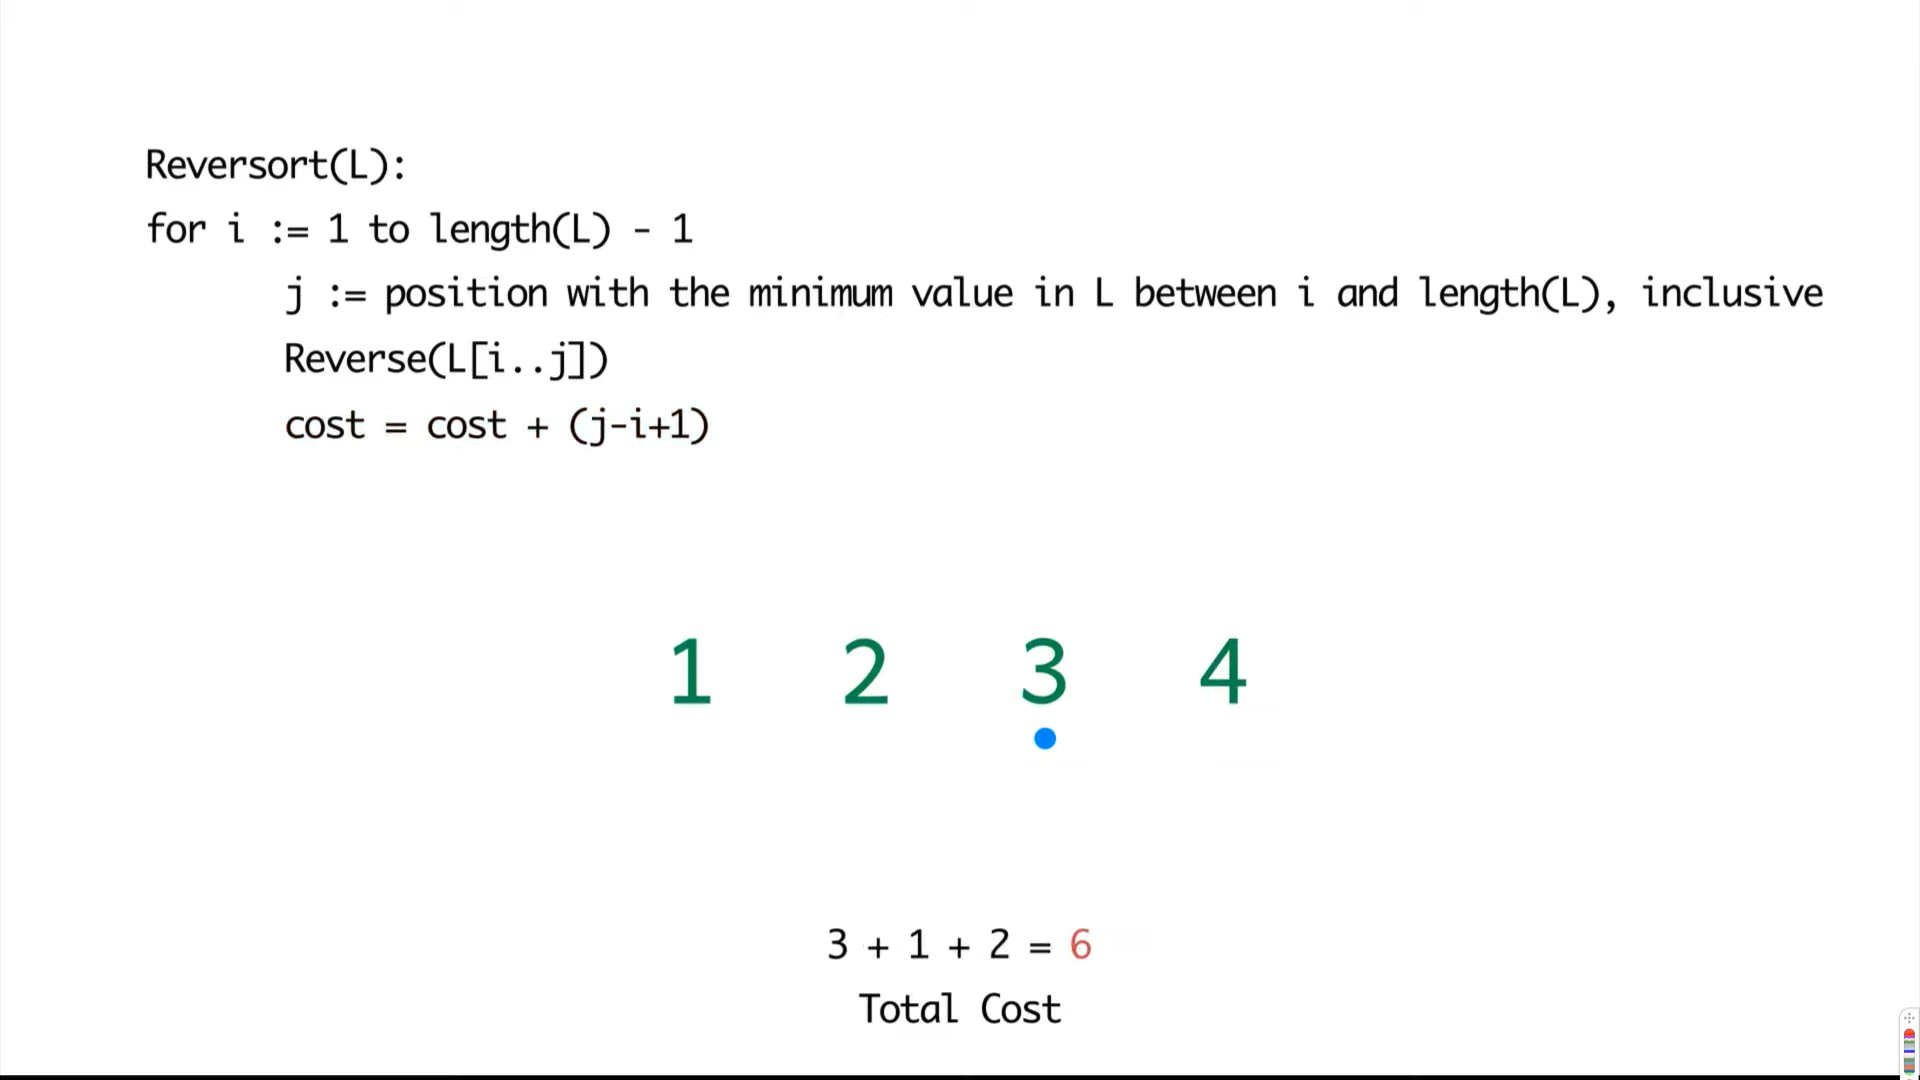 Reversort(L):
for i := 1 to length(L) - 1
j := position with the minimum value in L between i and length(L), inclusive
Reverse(L[i..j])
cost = cost + (j-i+1)
1 2 3 4
3 + 1 + 2 = 6
Total Cost